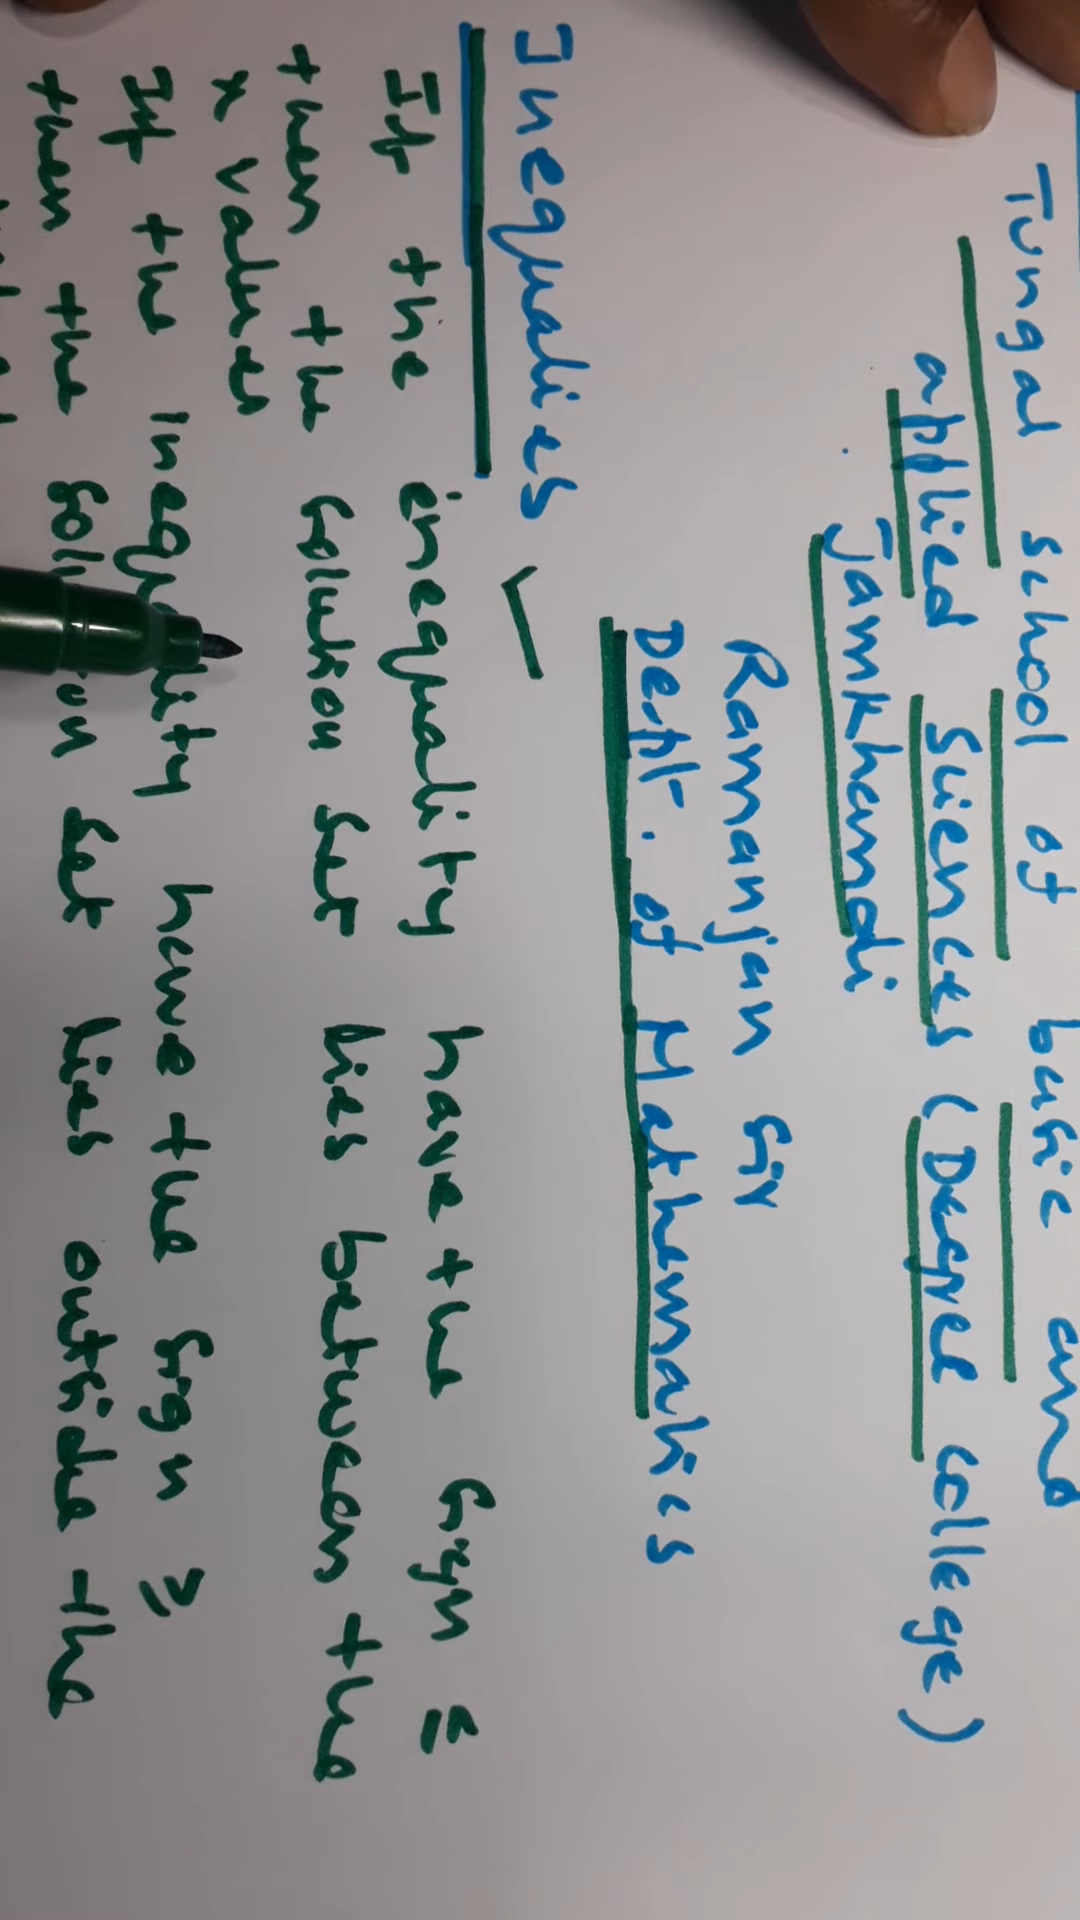 Tungal school of basic and
applied Sciences (Degree college)
Jamkhandi
Ramanjan Sir
Dept. of Mathematics
Inequalies
If the inequality have the Sign ≤
then the solution set lies between the
x values
If the inequality have the Sign ≥
then the solution set lies outside the